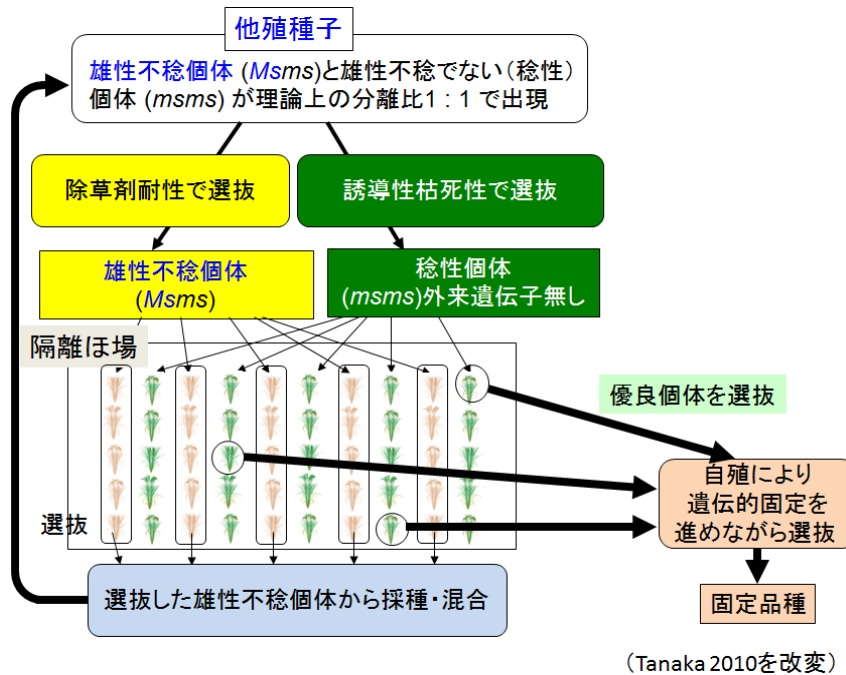 他殖種子
雄性不稔個体 (Msms)と雄性不稔でない（稔性）
個体 (msms) が理論上の分離比1：1 で出現
除草剤耐性で選抜
誘導性枯死性で選抜
雄性不稔個体
(Msms)
稔性個体
(msms)外来遺伝子無し
隔離ほ場
優良個体を選抜
自殖により
遺伝的固定を
進めながら選抜
選抜
選抜した雄性不稔個体から採種・混合
固定品種
（Tanaka 2010を改変）